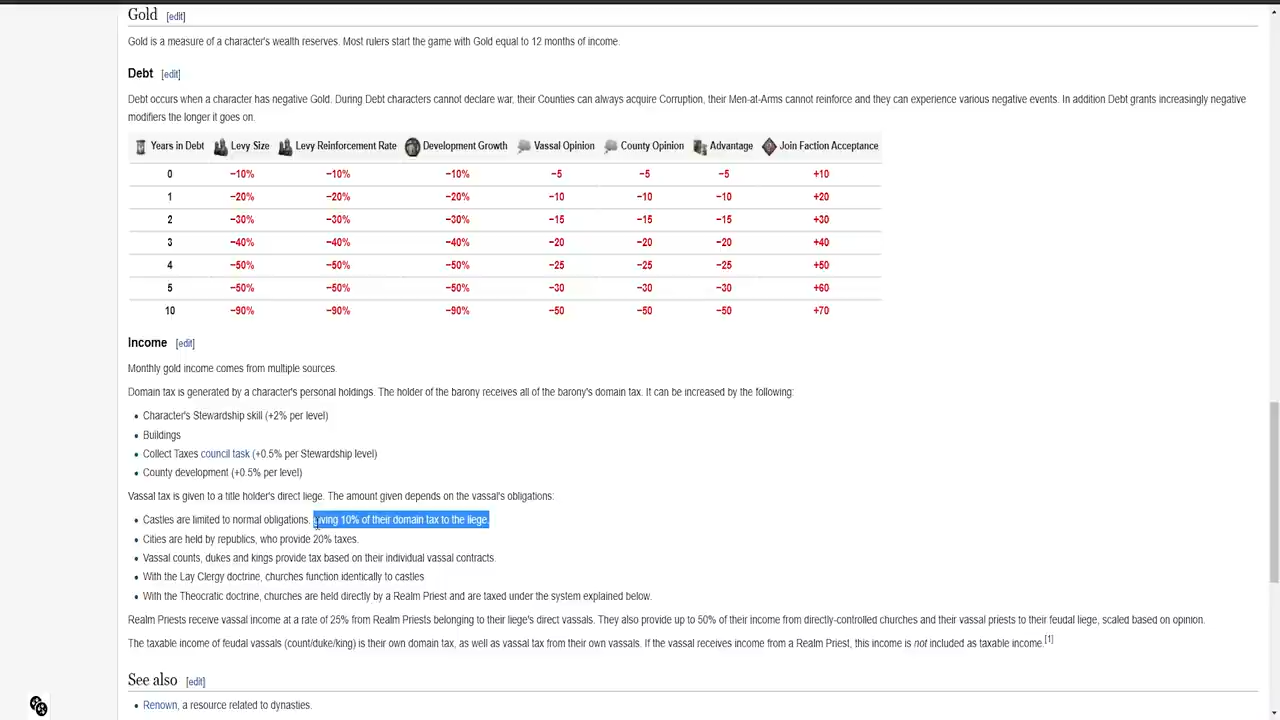 Gold [edit]
Gold is a measure of a character's wealth reserves. Most rulers start the game with Gold equal to 12 months of income.
Debt [edit]
Debt occurs when a character has negative Gold. During Debt characters cannot declare war, their Counties can always acquire Corruption, their Men-at-Arms cannot reinforce and they can experience various negative events. In addition Debt grants increasingly negative
modifiers the longer it goes on.
Years in Debt Levy Size Levy Reinforcement Rate Development Growth Vassal Opinion County Opinion Advantage Join Faction Acceptance
0 −10% −10% −10% −5 −5 −5 +10
1 −20% −20% −20% −10 −10 −10 +20
2 −30% −30% −30% −15 −15 −15 +30
3 −40% −40% −40% −20 −20 −20 +40
4 −50% −50% −50% −25 −25 −25 +50
5 −50% −50% −50% −30 −30 −30 +60
10 −90% −90% −90% −50 −50 −50 +70
Income [edit]
Monthly gold income comes from multiple sources.
Domain tax is generated by a character's personal holdings. The holder of the barony receives all of the barony's domain tax. It can be increased by the following:
• Character's Stewardship skill (+2% per level)
• Buildings
• Collect Taxes council task (+0.5% per Stewardship level)
• County development (+0.5% per level)
Vassal tax is given to a title holder's direct liege. The amount given depends on the vassal's obligations:
• Castles are limited to normal obligations, giving 10% of their domain tax to the liege.
• Cities are held by republics, who provide 20% taxes.
• Vassal counts, dukes and kings provide tax based on their individual vassal contracts.
• With the Lay Clergy doctrine, churches function identically to castles
• With the Theocratic doctrine, churches are held directly by a Realm Priest and are taxed under the system explained below.
Realm Priests receive vassal income at a rate of 25% from Realm Priests belonging to their liege's direct vassals. They also provide up to 50% of their income from directly-controlled churches and their vassal priests to their feudal liege, scaled based on opinion.
The taxable income of feudal vassals (count/duke/king) is their own domain tax, as well as vassal tax from their own vassals. If the vassal receives income from a Realm Priest, this income is not included as taxable income.[1]
See also [edit]
• Renown, a resource related to dynasties.